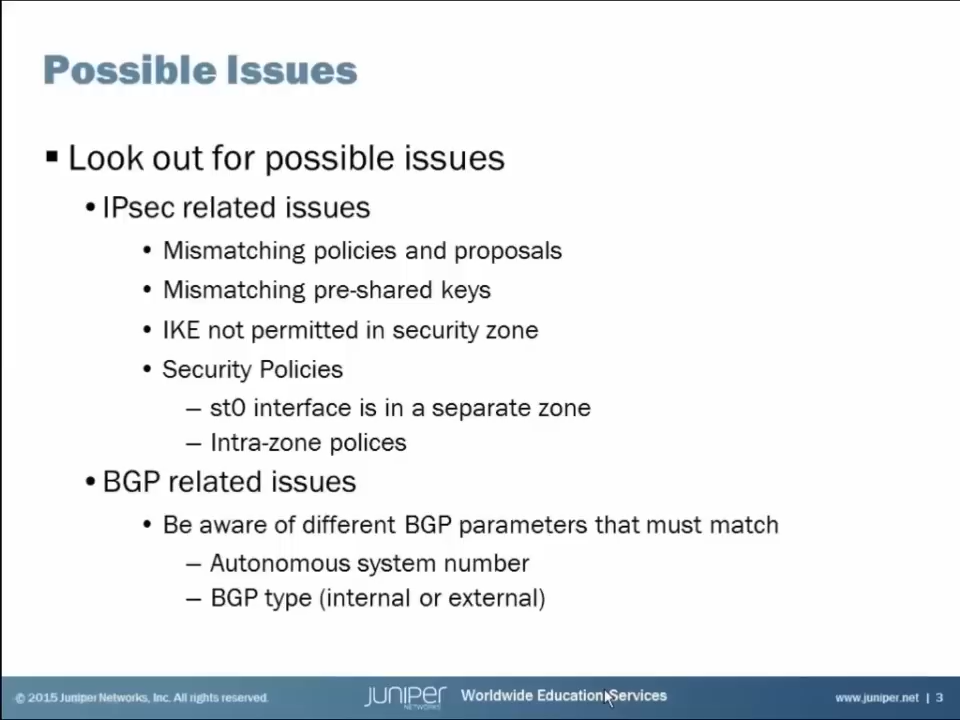 Possible Issues
▪ Look out for possible issues
• IPsec related issues
• Mismatching policies and proposals
• Mismatching pre-shared keys
• IKE not permitted in security zone
• Security Policies
– st0 interface is in a separate zone
– Intra-zone polices
• BGP related issues
• Be aware of different BGP parameters that must match
– Autonomous system number
– BGP type (internal or external)
© 2015 Juniper Networks, Inc. All rights reserved.
JUNIPER
NETWORKS
Worldwide Education Services
www.juniper.net | 3